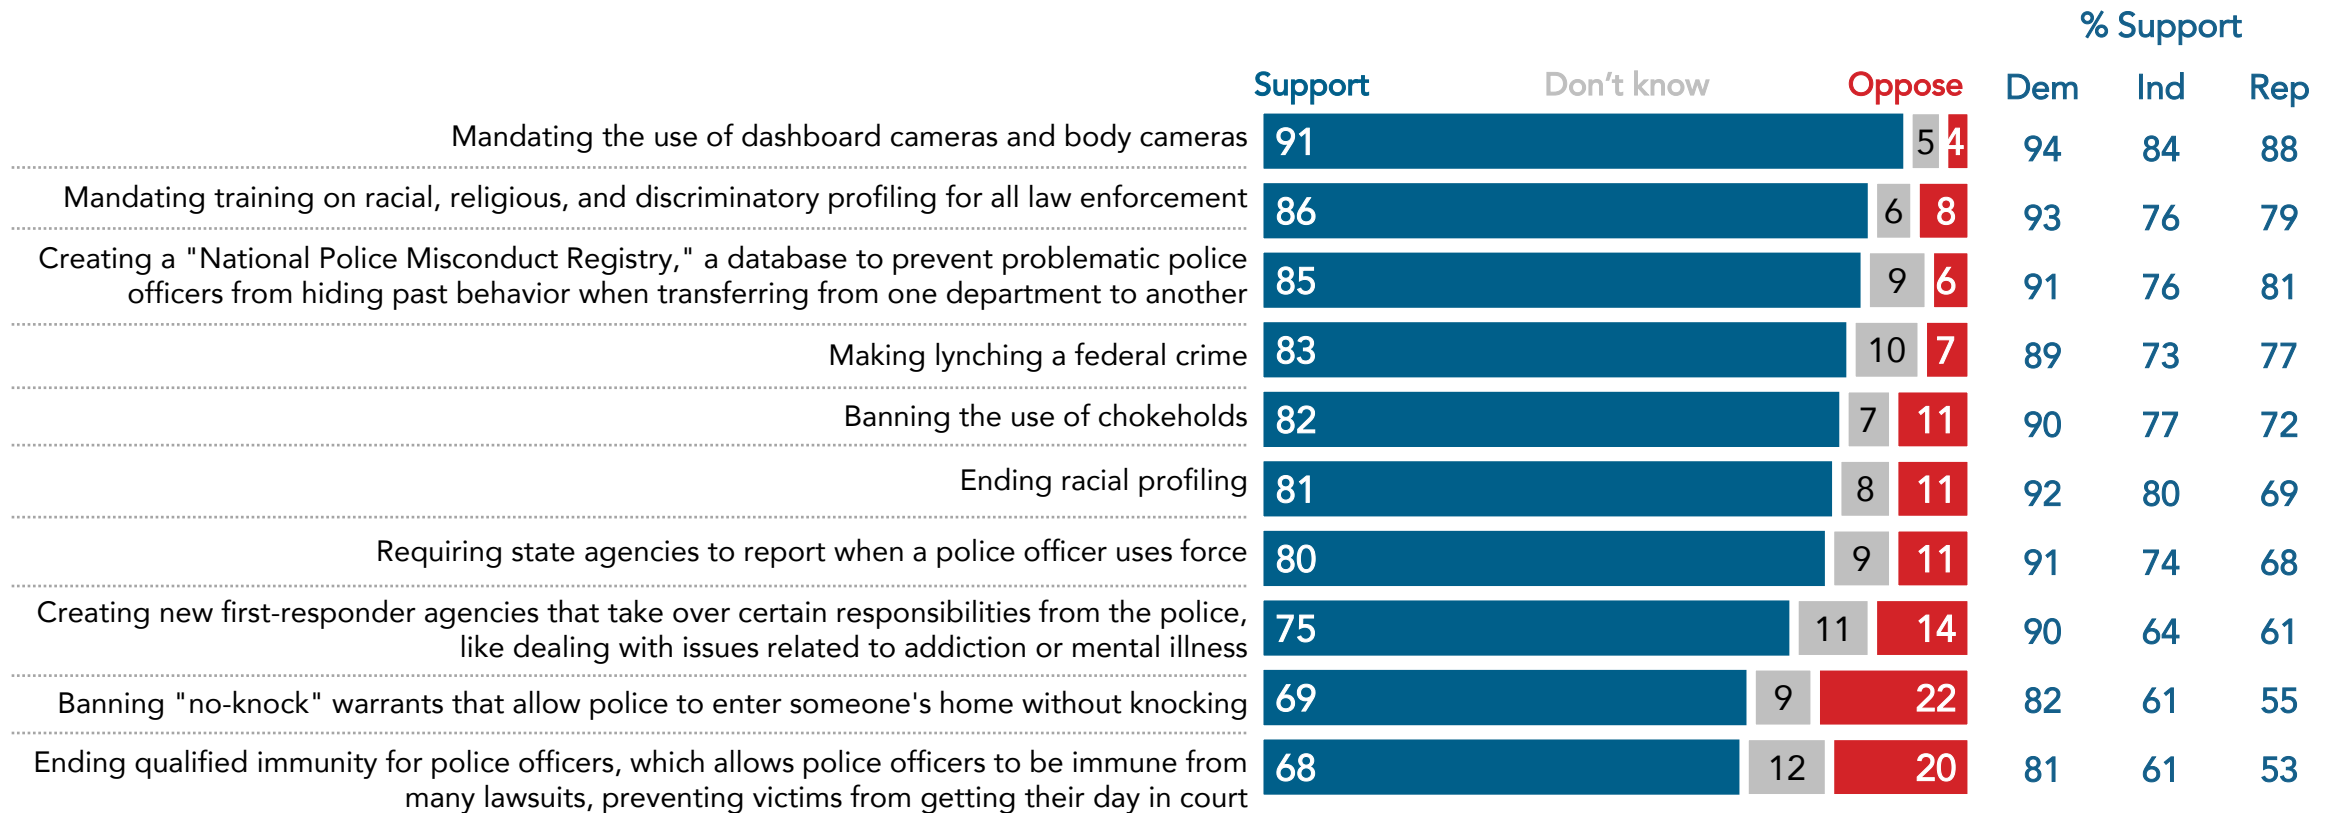 % Support
Support Don't know Oppose Dem Ind Rep
Mandating the use of dashboard cameras and body cameras 91 5 4 94 84 88
Mandating training on racial, religious, and discriminatory profiling for all law enforcement 86 6 8 93 76 79
Creating a "National Police Misconduct Registry," a database to prevent problematic police
officers from hiding past behavior when transferring from one department to another 85 9 6 91 76 81
Making lynching a federal crime 83 10 7 89 73 77
Banning the use of chokeholds 82 7 11 90 77 72
Ending racial profiling 81 8 11 92 80 69
Requiring state agencies to report when a police officer uses force 80 9 11 91 74 68
Creating new first-responder agencies that take over certain responsibilities from the police,
like dealing with issues related to addiction or mental illness 75 11 14 90 64 61
Banning "no-knock" warrants that allow police to enter someone's home without knocking 69 9 22 82 61 55
Ending qualified immunity for police officers, which allows police officers to be immune from
many lawsuits, preventing victims from getting their day in court 68 12 20 81 61 53